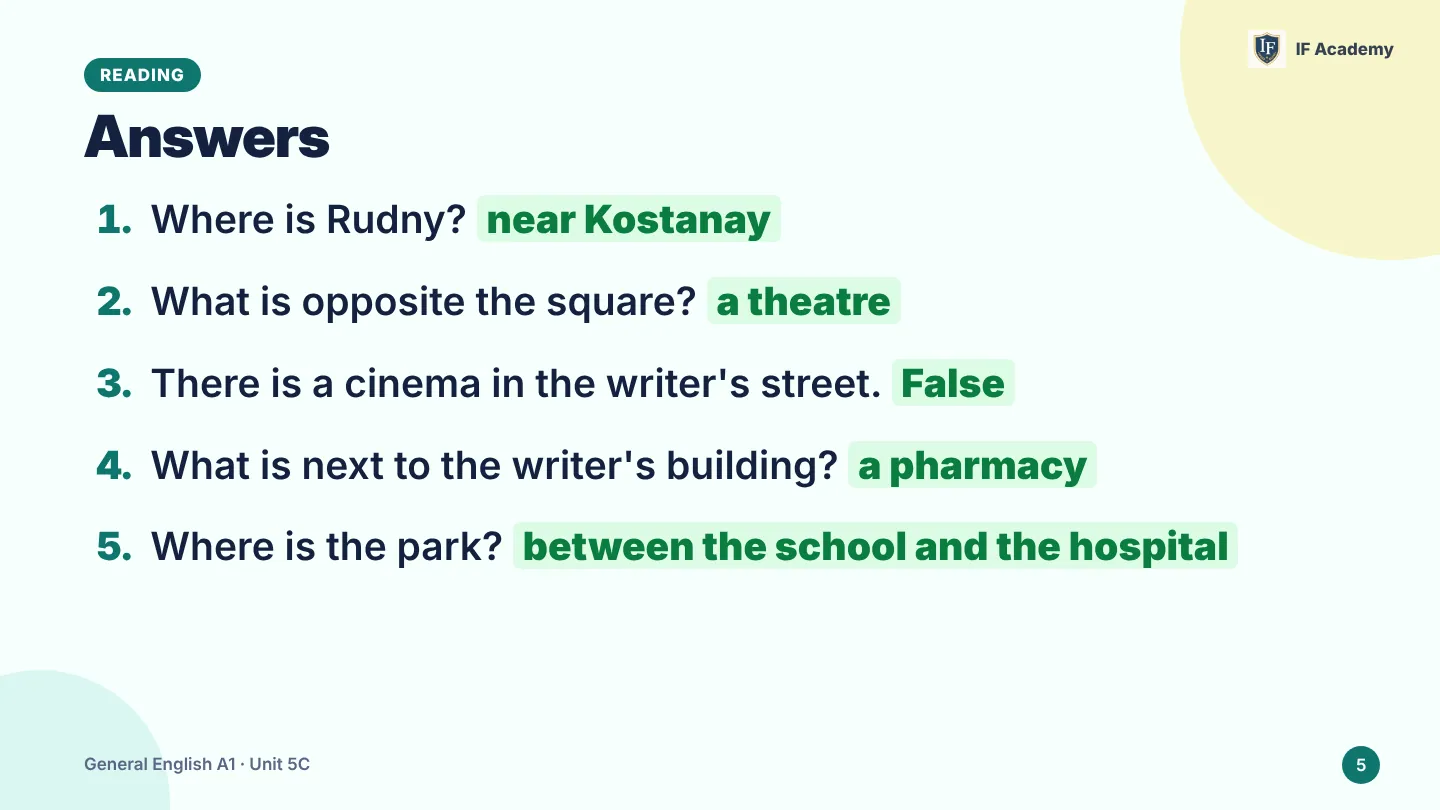 IF
IF Academy
READING
Answers
1. Where is Rudny? near Kostanay
2. What is opposite the square? a theatre
3. There is a cinema in the writer's street. False
4. What is next to the writer's building? a pharmacy
5. Where is the park? between the school and the hospital
General English A1 · Unit 5C
5